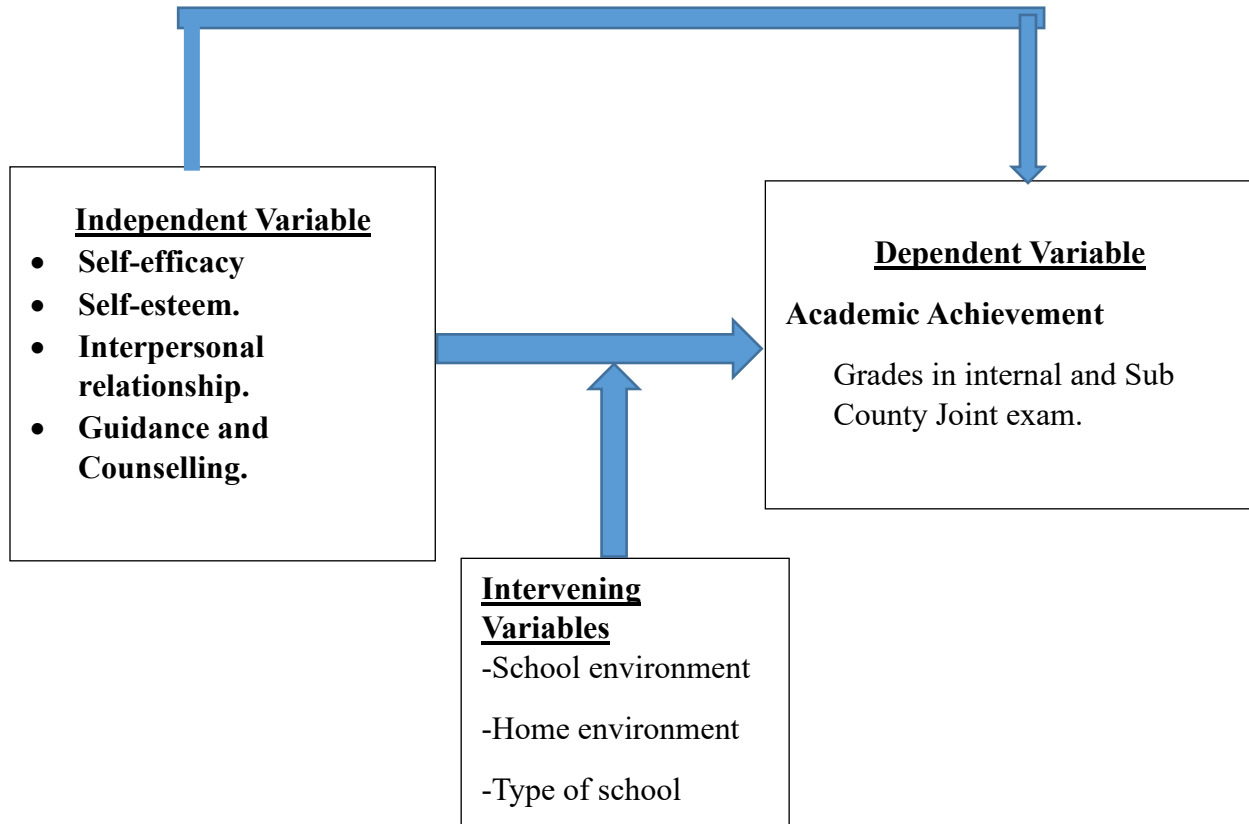 Independent Variable
• Self-efficacy
• Self-esteem.
• Interpersonal
relationship.
• Guidance and
Counselling.
Dependent Variable
Academic Achievement
Grades in internal and Sub
County Joint exam.
Intervening
Variables
-School environment
-Home environment
-Type of school